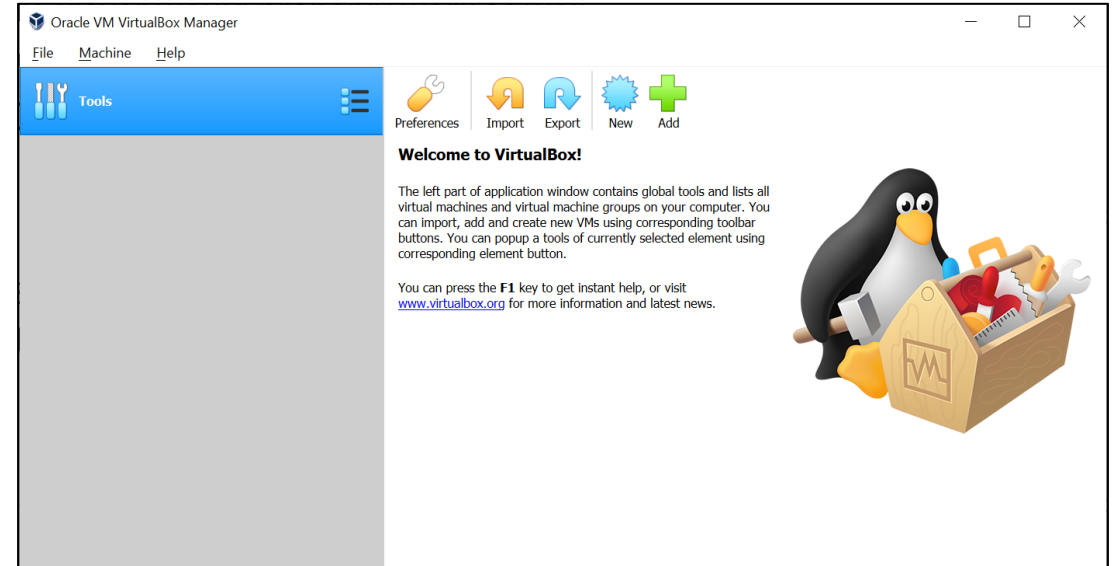 Oracle VM VirtualBox Manager
File Machine Help
Tools
Preferences Import Export New Add
Welcome to VirtualBox!
The left part of application window contains global tools and lists all
virtual machines and virtual machine groups on your computer. You
can import, add and create new VMs using corresponding toolbar
buttons. You can popup a tools of currently selected element using
corresponding element button.
You can press the F1 key to get instant help, or visit
www.virtualbox.org for more information and latest news.